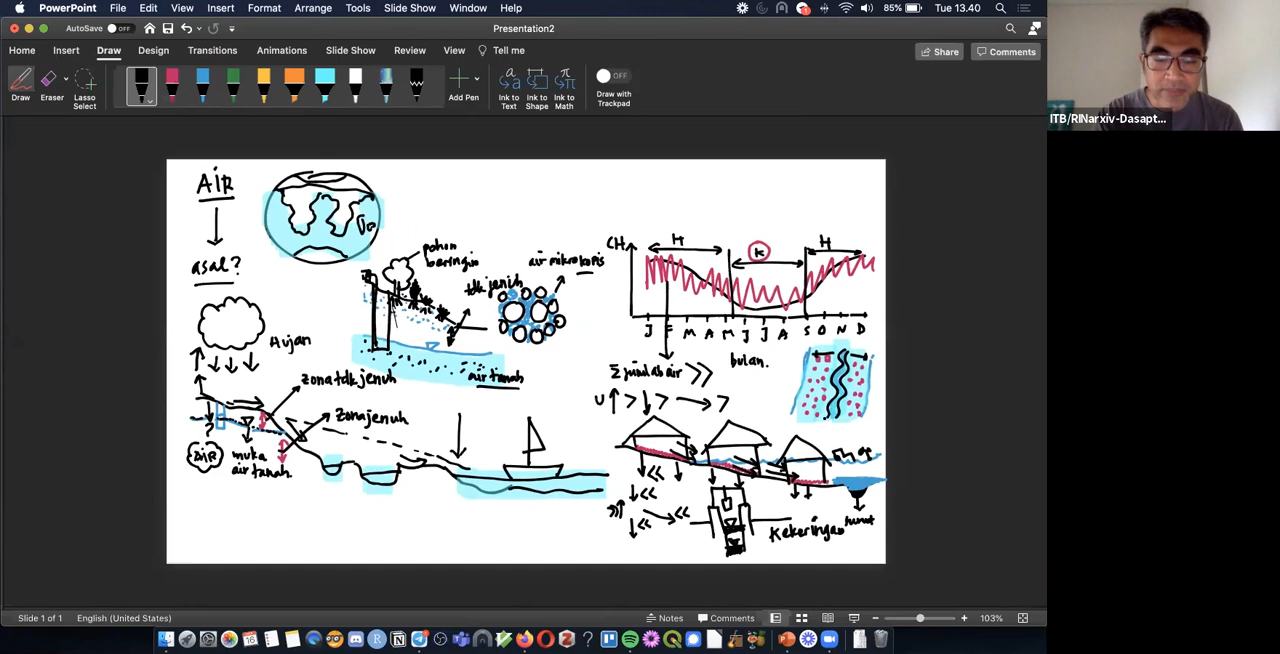 PowerPoint File Edit View Insert Format Arrange Tools Slide Show Window Help
85% Tue 13.40
AutoSave OFF
Presentation2
Home Insert Draw Design Transitions Animations Slide Show Review View Tell me
Share Comments
Draw
Eraser
Lasso Select
Add Pen
Ink to Text
Ink to Shape
Ink to Math
OFF
Draw with Trackpad
ITB/RINarxiv-Dasapt...
AIR
asal?
Hujan
zona tdk jenuh
zona jenuh
?
AIR
muka
air tanah.
pohon
beringin
tdk jenuh
air mikroskopis
air tanah
CH
H K H
J F M A M J J A S O N D
bulan.
Σ jumlah air >>
U ↑ > ↓ > → >
<<
<<
<<
<<
Kekeringan
Slide 1 of 1
English (United States)
Notes
Comments
103%